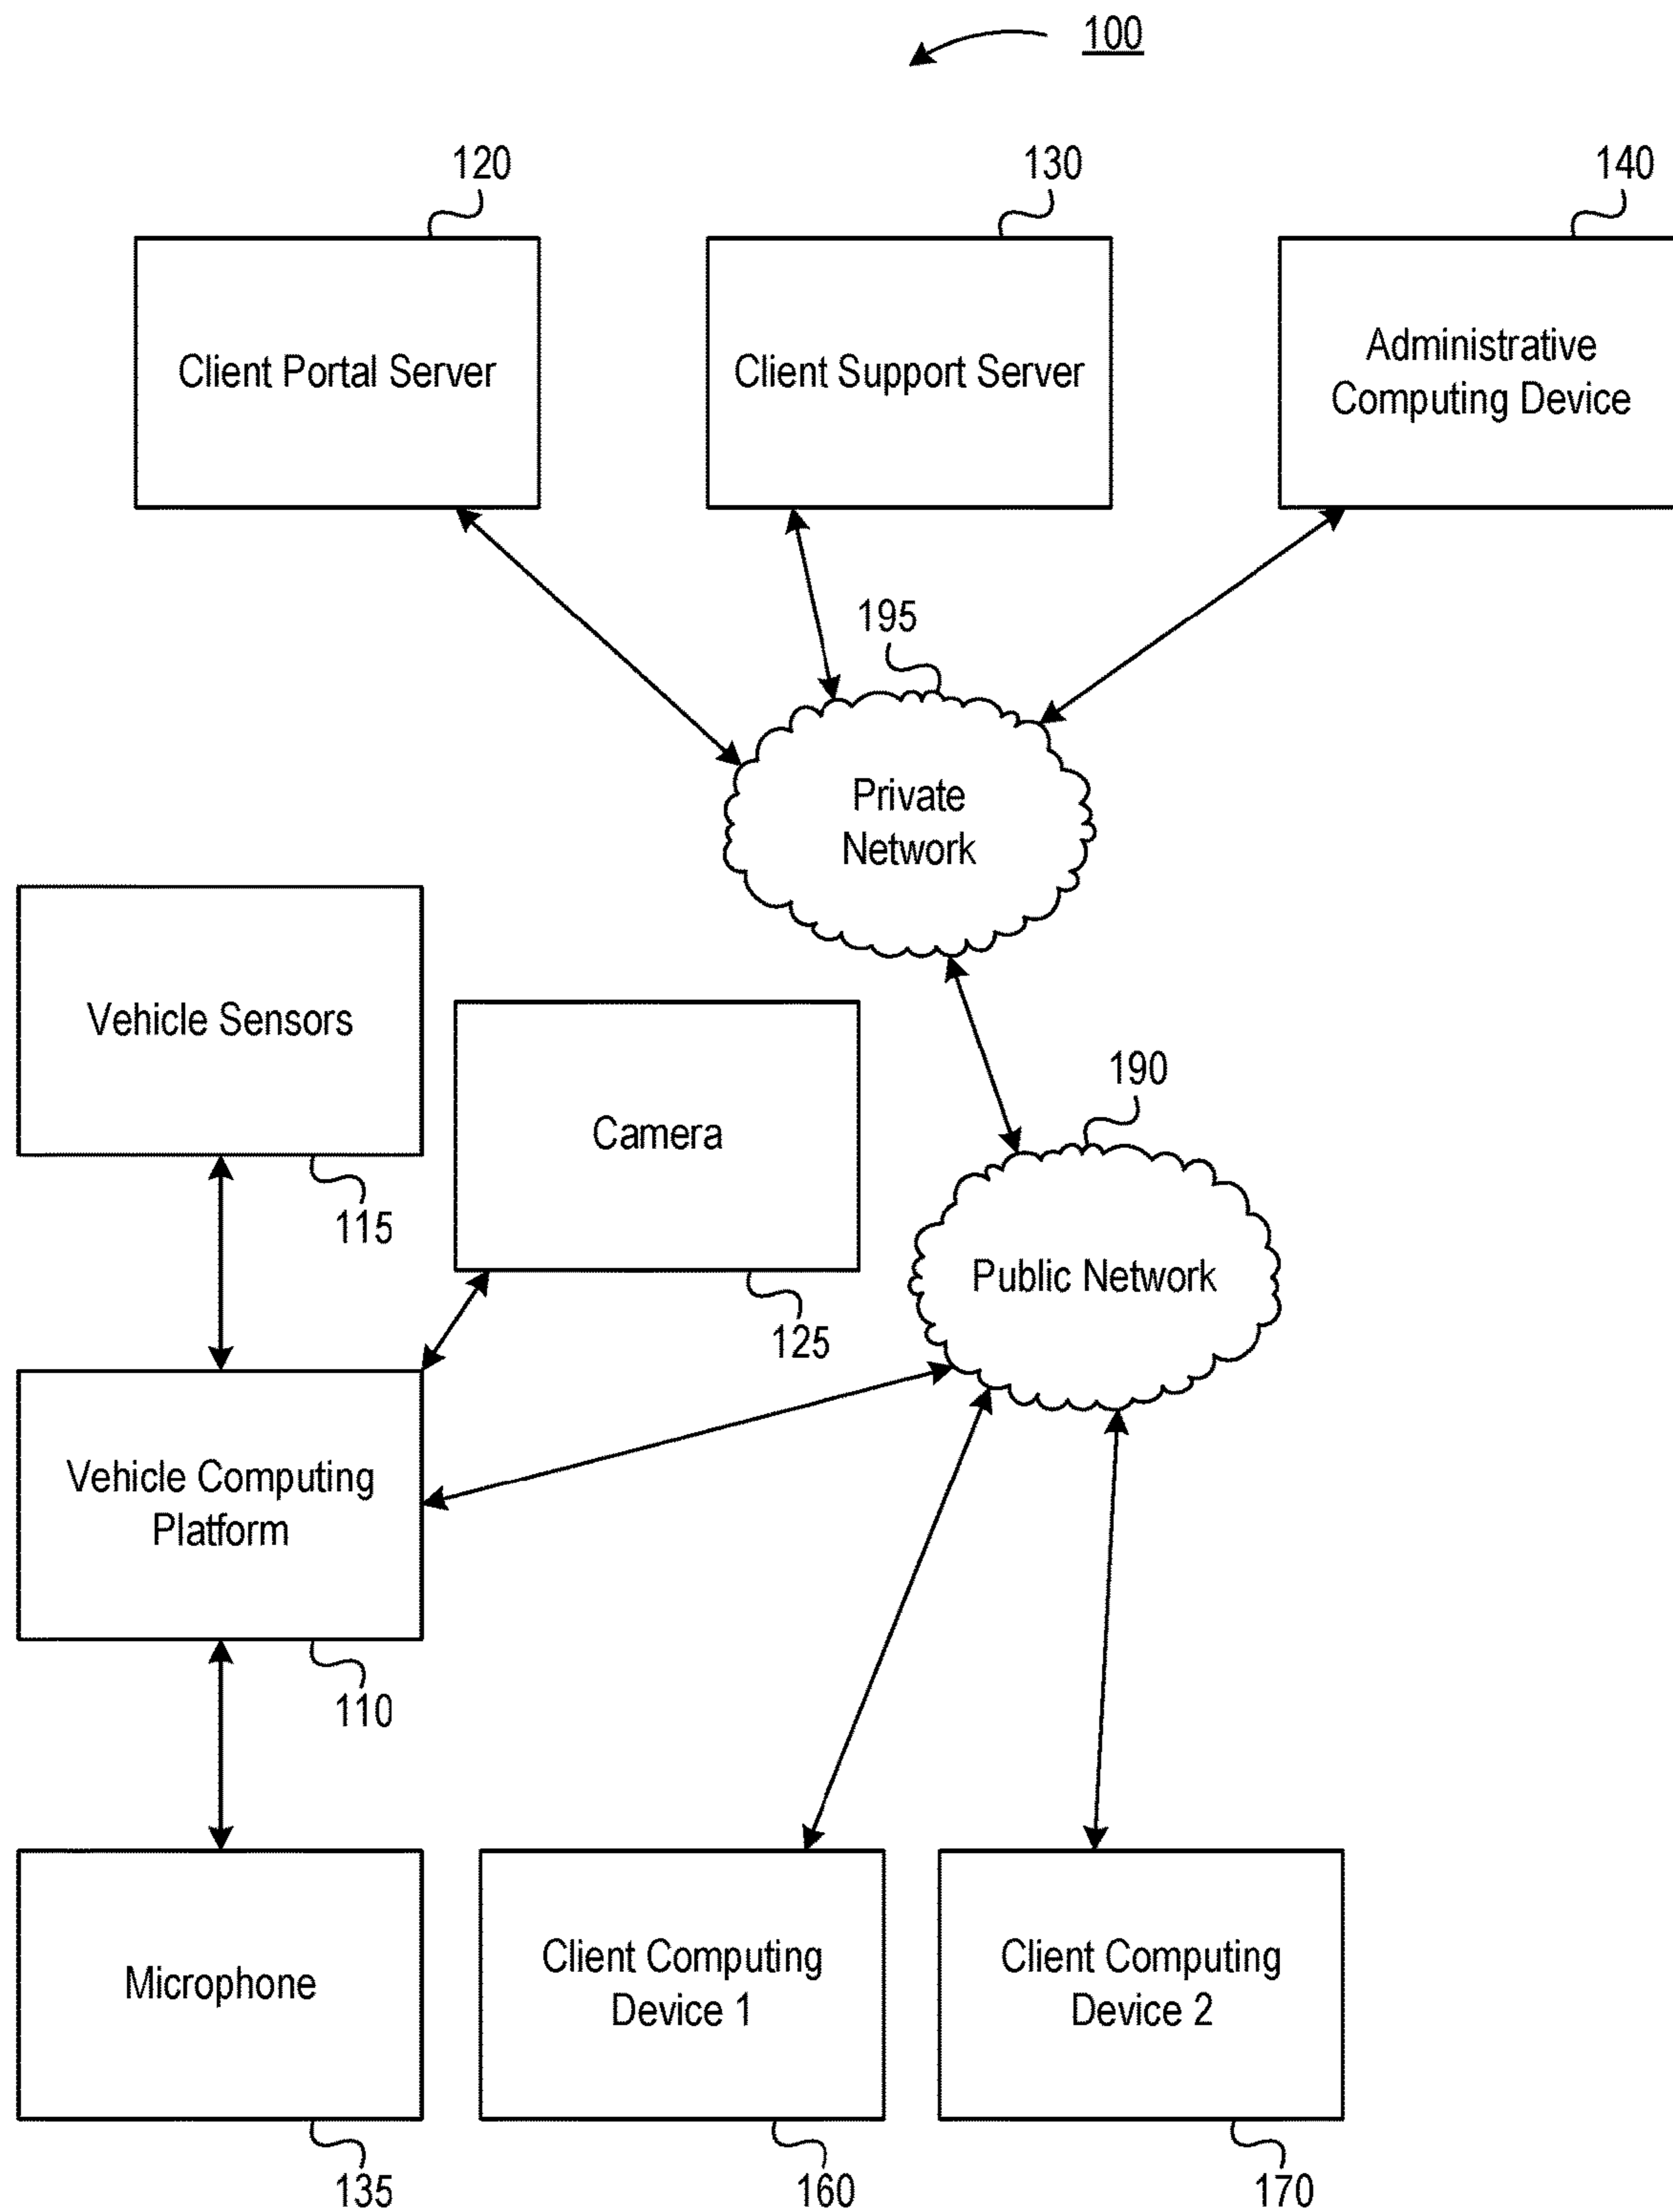 100
120
130
140
Client Portal Server
Client Support Server
Administrative
Computing Device
195
Private
Network
Vehicle Sensors
115
Camera
125
190
Public Network
Vehicle Computing
Platform
110
Microphone
135
Client Computing
Device 1
160
Client Computing
Device 2
170